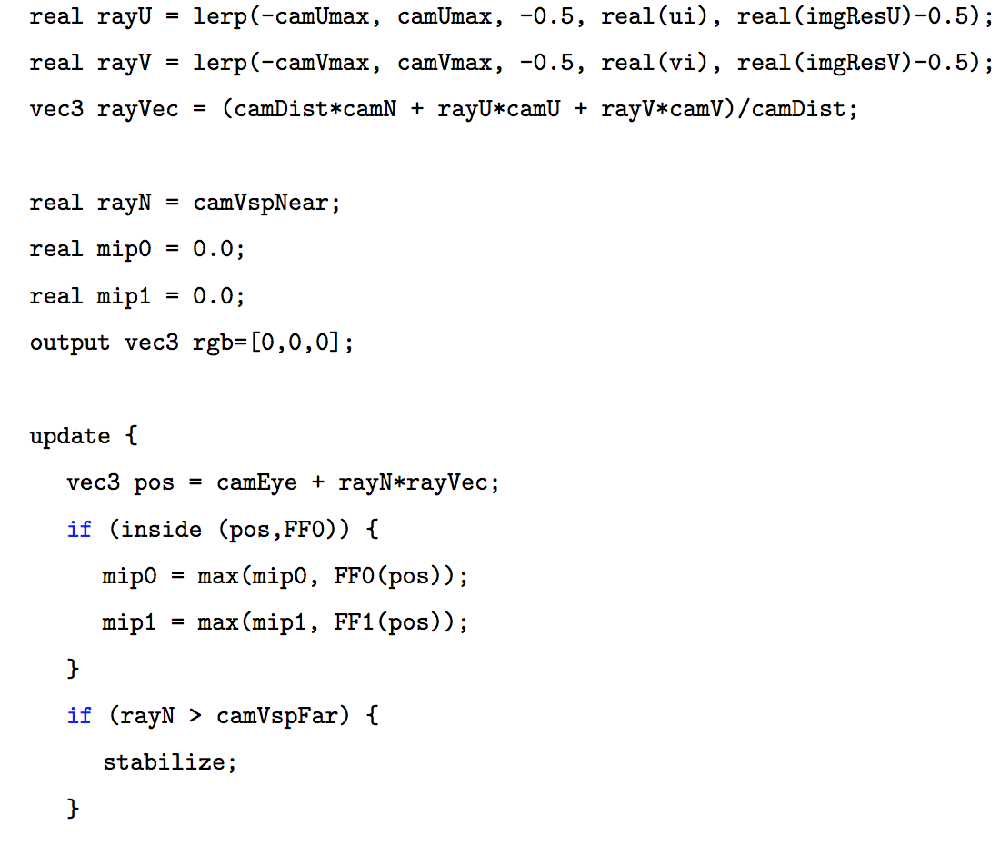 real rayU = lerp(-camUmax, camUmax, -0.5, real(ui), real(imgResU)-0.5);
real rayV = lerp(-camVmax, camVmax, -0.5, real(vi), real(imgResV)-0.5);
vec3 rayVec = (camDist*camN + rayU*camU + rayV*camV)/camDist;
real rayN = camVspNear;
real mip0 = 0.0;
real mip1 = 0.0;
output vec3 rgb=[0,0,0];
update {
vec3 pos = camEye + rayN*rayVec;
if (inside (pos,FF0)) {
mip0 = max(mip0, FF0(pos));
mip1 = max(mip1, FF1(pos));
}
if (rayN > camVspFar) {
stabilize;
}